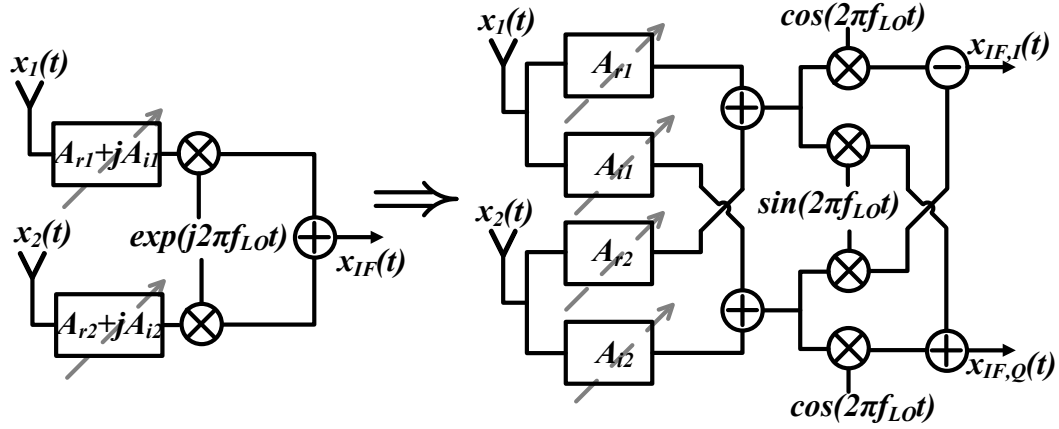 x1(t)
Ar1+jAi1
x2(t)
exp(j2πfLOt)
xIF(t)
Ar2+jAi2
x1(t)
Ar1
Ai1
x2(t)
Ar2
Ai2
cos(2πfLOt)
xIF,I(t)
sin(2πfLOt)
xIF,Q(t)
cos(2πfLOt)